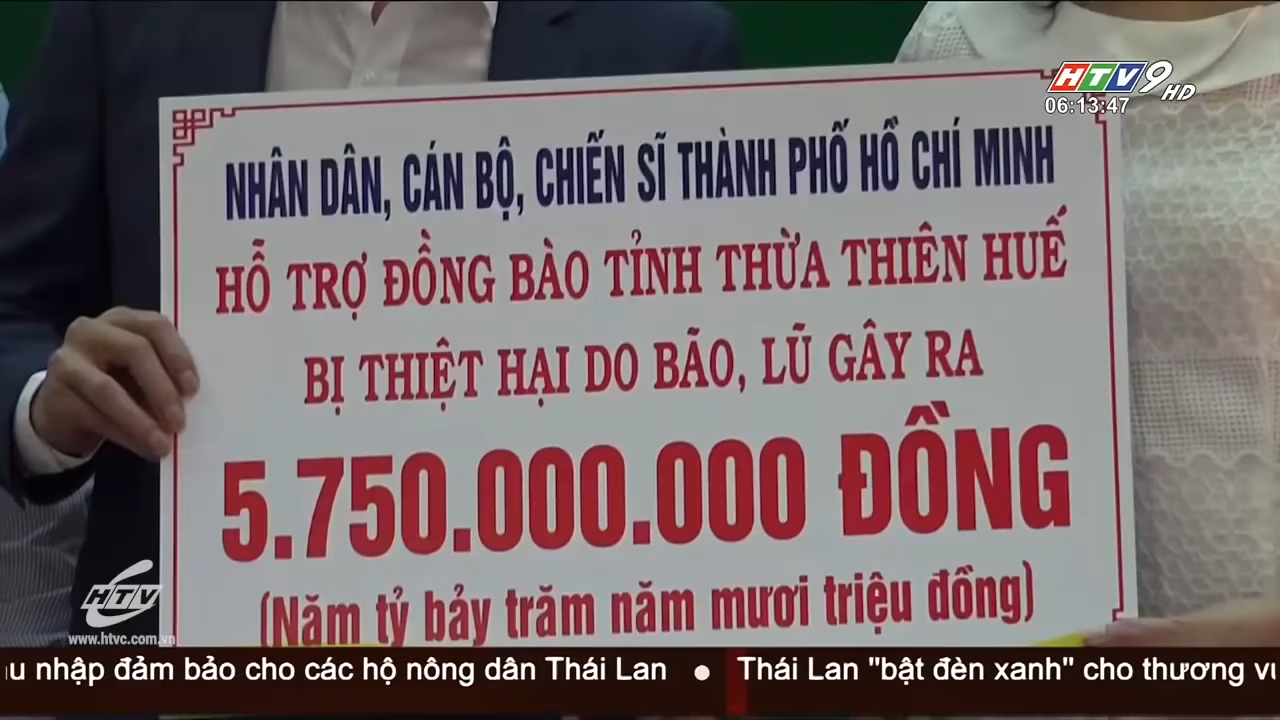 HTV9 HD
06:13:47
NHÂN DÂN, CÁN BỘ, CHIẾN SĨ THÀNH PHỐ HỒ CHÍ MINH
HỖ TRỢ ĐỒNG BÀO TỈNH THỪA THIÊN HUẾ
BỊ THIỆT HẠI DO BÃO, LŨ GÂY RA
5.750.000.000 ĐỒNG
(Năm tỷ bảy trăm năm mươi triệu đồng)
HTV
www.htvc.com.vn
nhập đảm bảo cho các hộ nông dân Thái Lan ● Thái Lan "bật đèn xanh" cho thương